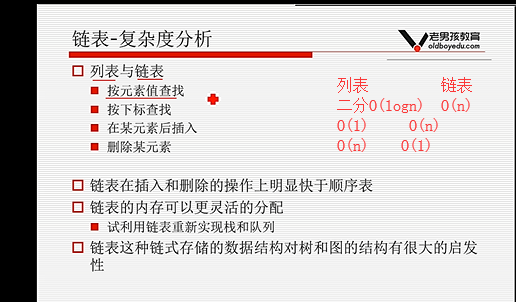 链表-复杂度分析
老男孩教育
oldboyedu.com
列表与链表
按元素值查找
按下标查找
在某元素后插入
删除某元素
列表 链表
二分O(logn) O(n)
O(1) O(n)
O(n) O(1)
链表在插入和删除的操作上明显快于顺序表
链表的内存可以更灵活的分配
试利用链表重新实现栈和队列
链表这种链式存储的数据结构对树和图的结构有很大的启发
性